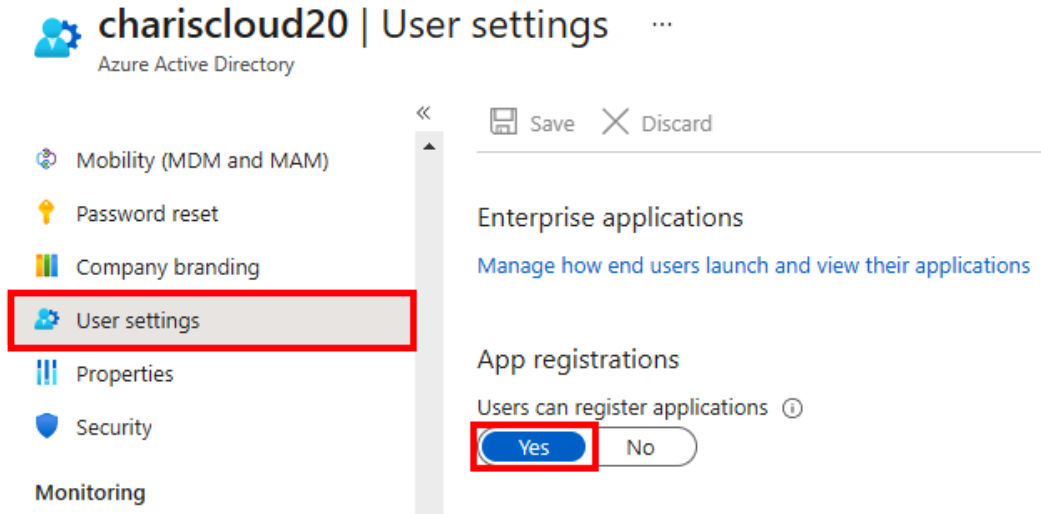 chariscloud20 | User settings ...
Azure Active Directory
Save Discard
Mobility (MDM and MAM)
Password reset
Company branding
User settings
Properties
Security
Monitoring
Enterprise applications
Manage how end users launch and view their applications
App registrations
Users can register applications
Yes No